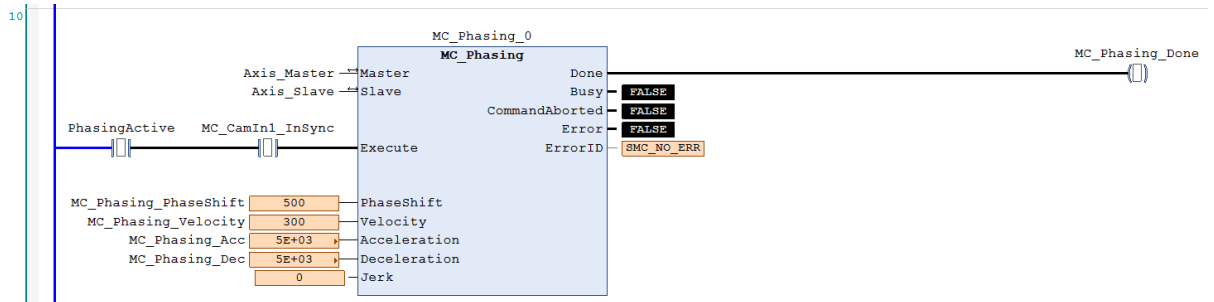 10
MC_Phasing_0
MC_Phasing
MC_Phasing_Done
Axis_Master Master Done
Axis_Slave Slave Busy FALSE
CommandAborted FALSE
PhasingActive MC_CamIn1_InSync Error FALSE
Execute ErrorID SMC_NO_ERR
MC_Phasing_PhaseShift 500 PhaseShift
MC_Phasing_Velocity 300 Velocity
MC_Phasing_Acc 5E+03 Acceleration
MC_Phasing_Dec 5E+03 Deceleration
0 Jerk